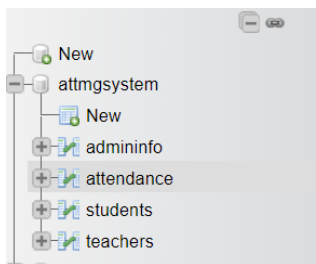 New
attmgsystem
New
admininfo
attendance
students
teachers